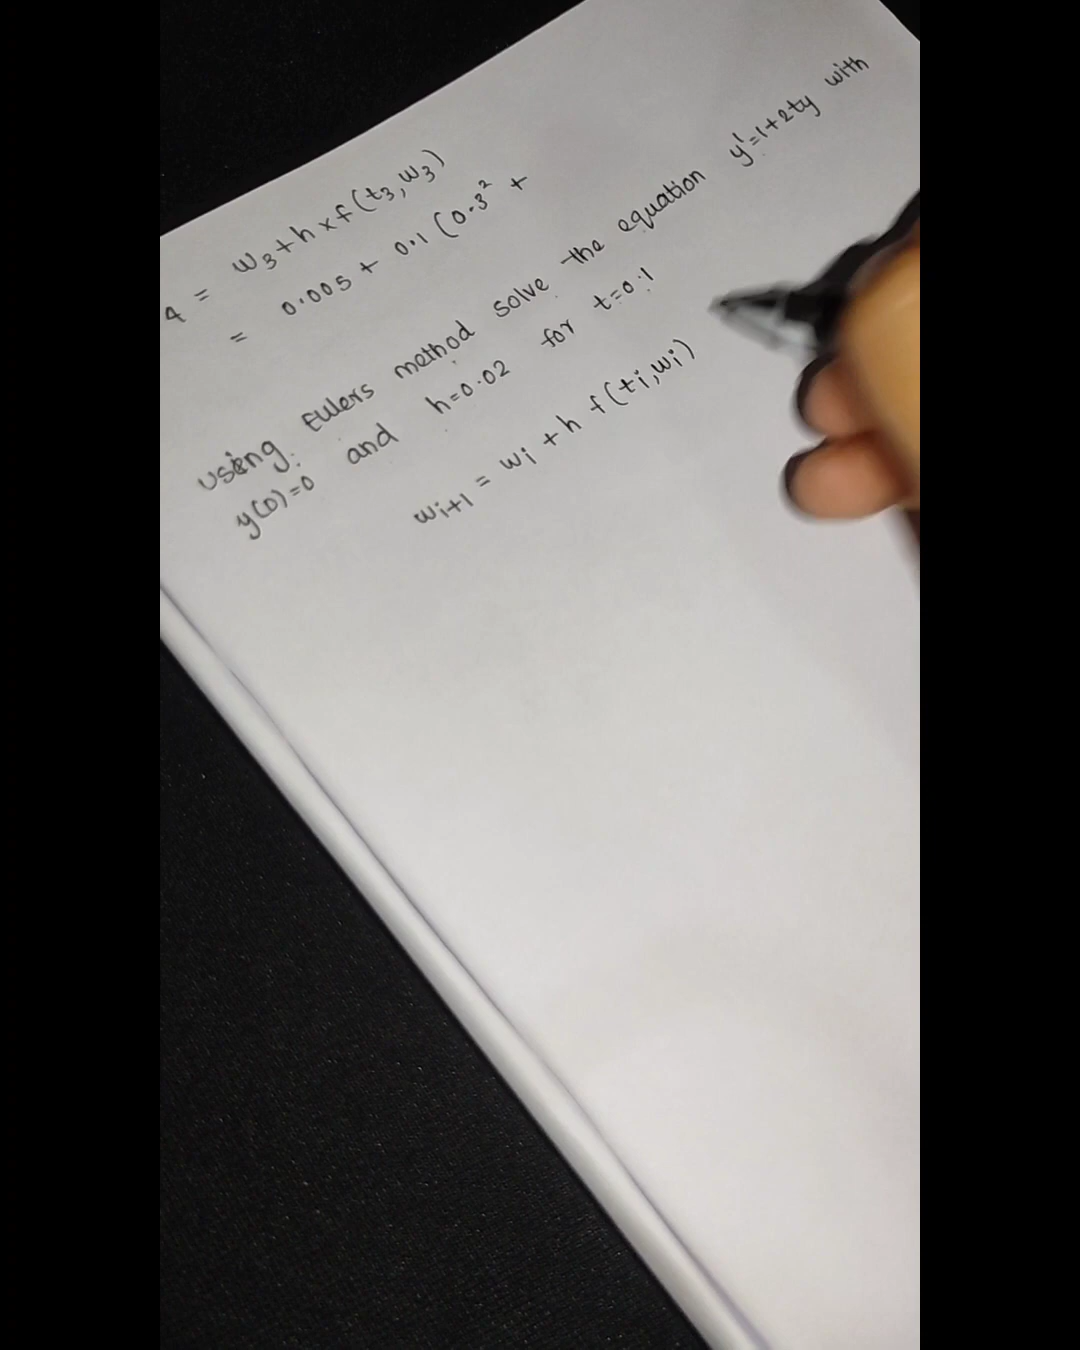 4 = w3+h×f(t3,w3)
= 0.005 + 0.1 (0.3² +
using Eulers method solve the equation y'=1+2ty with
y(0)=0 and h=0.02 for t=0.1
wi+1 = wi + h f(ti,wi)